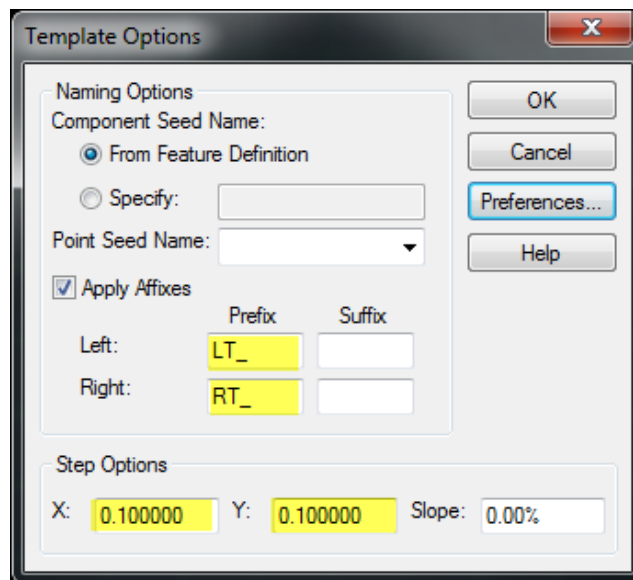 Template Options
X
Naming Options
Component Seed Name:
From Feature Definition
Specify:
Point Seed Name:
Apply Affixes
Prefix Suffix
Left: LT_
Right: RT_
OK
Cancel
Preferences...
Help
Step Options
X: 0.100000 Y: 0.100000 Slope: 0.00%